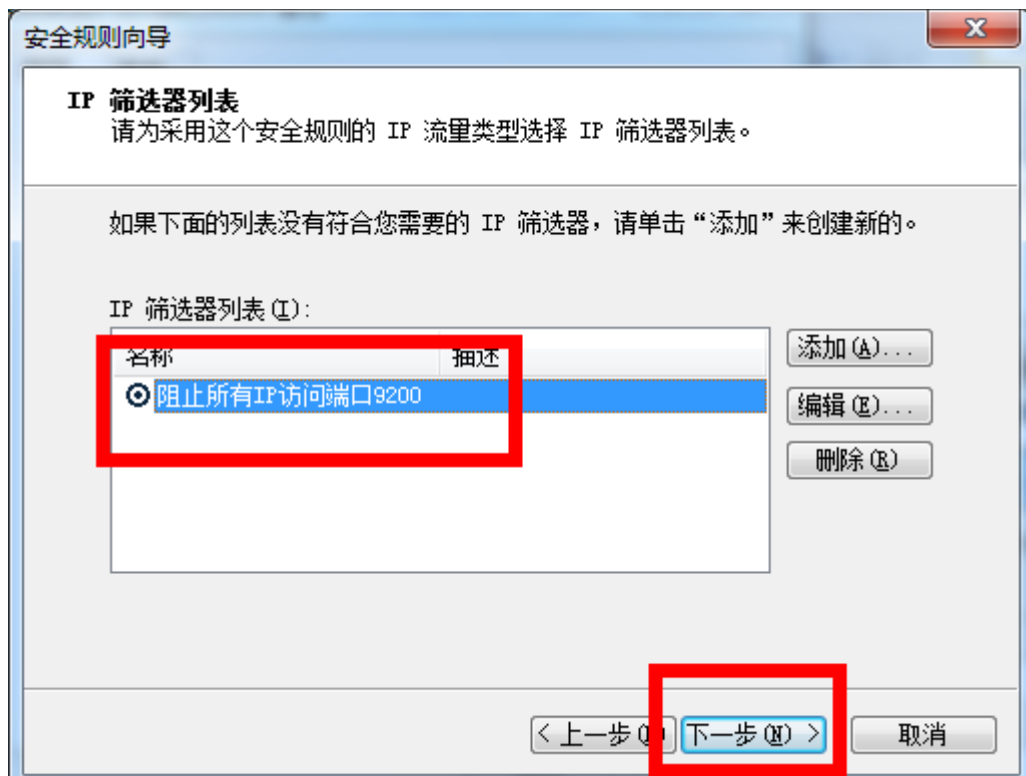 安全规则向导
IP 筛选器列表
请为采用这个安全规则的 IP 流量类型选择 IP 筛选器列表。
如果下面的列表没有符合您需要的 IP 筛选器，请单击“添加”来创建新的。
IP 筛选器列表(I):
名称 描述
添加(A)...
阻止所有IP访问端口9200
编辑(E)...
删除(R)
< 上一步 下一步(N) > 取消